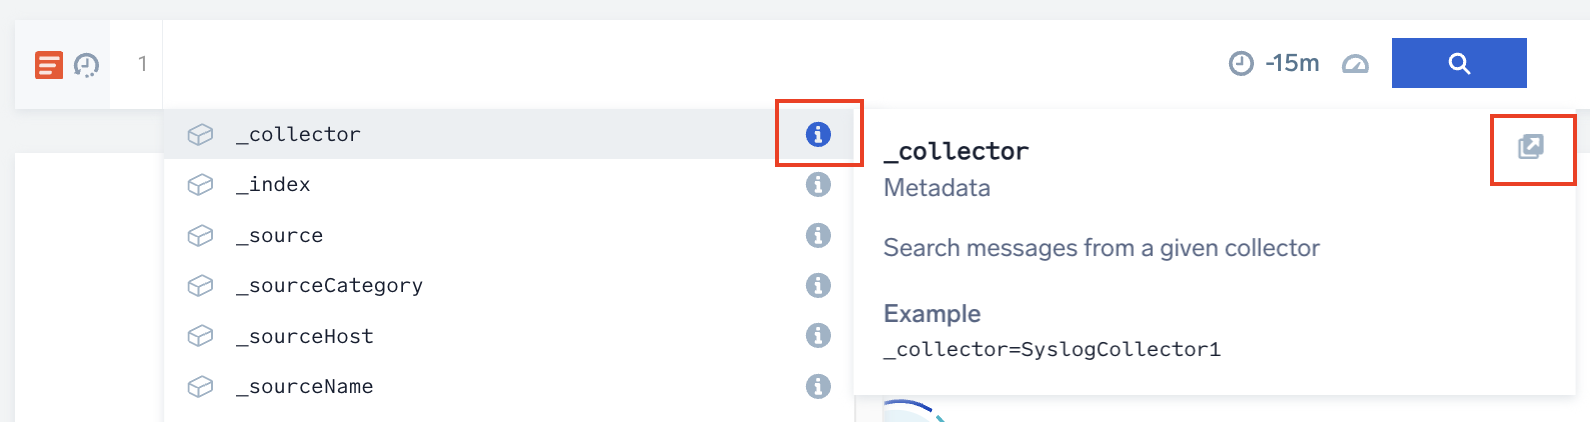 1
-15m
_collector
_index
_source
_sourceCategory
_sourceHost
_sourceName
_collector
Metadata
Search messages from a given collector
Example
_collector=SyslogCollector1